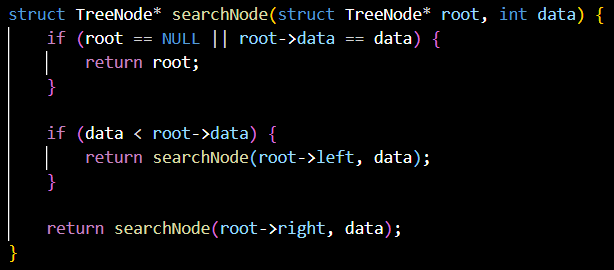 struct TreeNode* searchNode(struct TreeNode* root, int data) {
    if (root == NULL || root->data == data) {
        return root;
    }

    if (data < root->data) {
        return searchNode(root->left, data);
    }

    return searchNode(root->right, data);
}